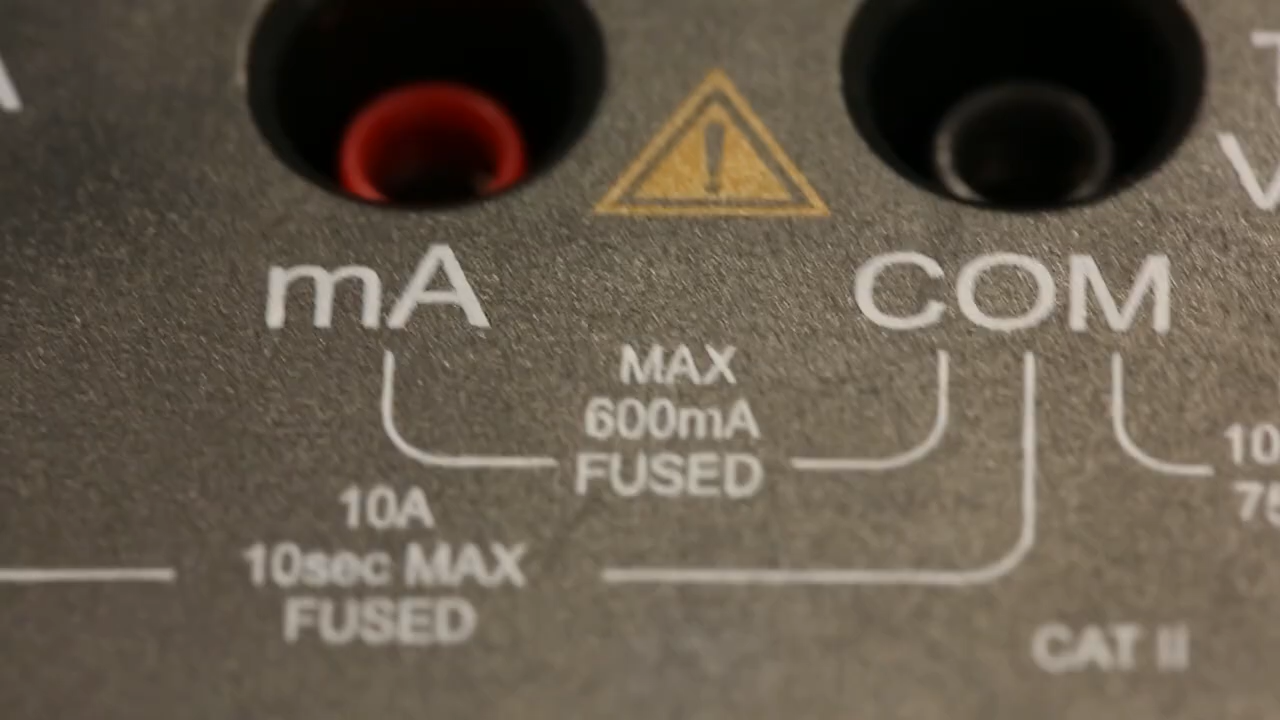 mA
COM
MAX
600mA
FUSED
10A
10sec MAX
FUSED
CAT II